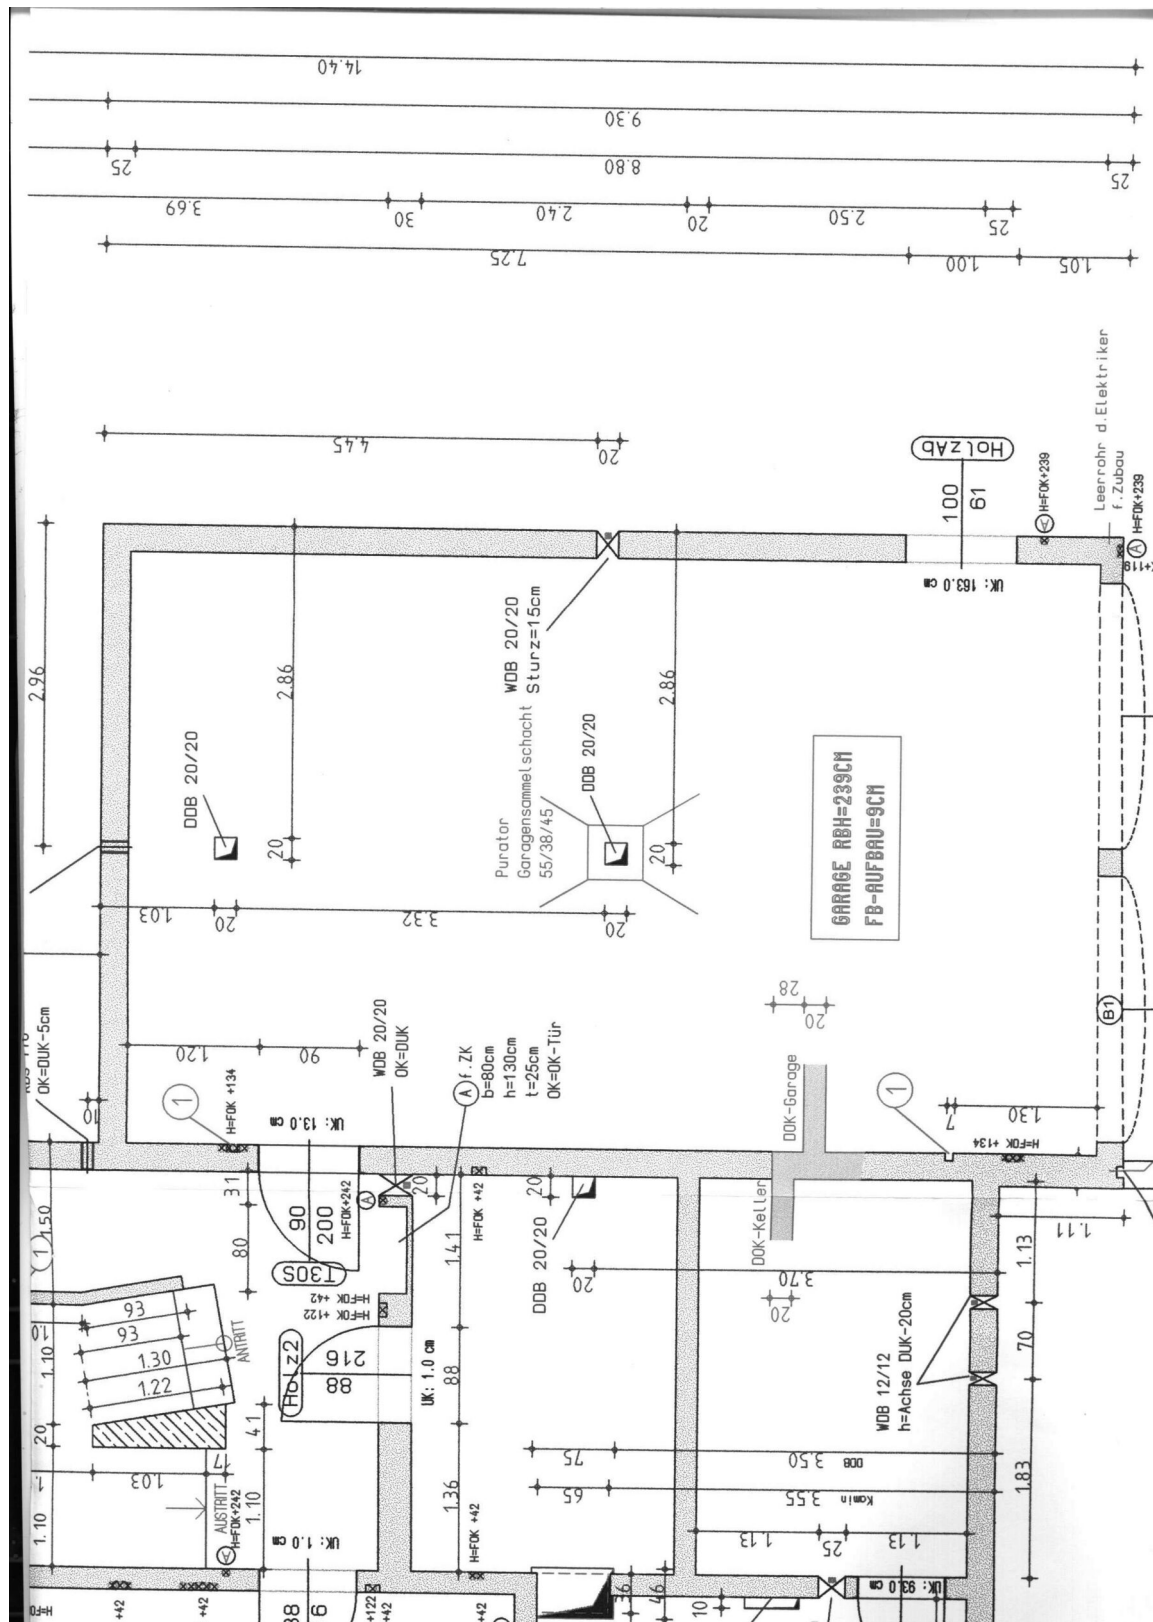 14.40
9.30
25
8.80
25
3.69
30
2.40
20
2.50
25
7.25
1.00
1.05
4.45
20
HolzAb
100
61
H=FOK+239
Leerrohr d.Elektriker
f.Zubau
H=FOK+239
A
A
UK: 163.0 cm
2.96
2.86
WDB 20/20
Sturz=15cm
2.86
DDB 20/20
20
Purator
Garagensammelschacht
55/38/45
DDB 20/20
20
GARAGE RBH=239CM
FB-AUFBAU=9CM
1.03
20
3.32
20
28
20
B1
OK=DUK-5cm
10
1.20
90
WDB 20/20
OK=DUK
A f.ZK
b=80cm
h=130cm
t=25cm
OK=OK-Tür
1
H=FOK +134
UK: 13.0 cm
DOK-Garage
1
7
1.30
H=FOK +134
1.50
1
31
80
90
200
H=FOK+242
A
T30S
20
1.41
H=FOK +42
20
DDB 20/20
20
DOK-Keller
3.70
20
1.13
1.11
H=FOK +42
H=FOK +122
93
93
1.30
1.22
ANTRITT
1.10
20
41
Holz2
216
88
UK: 1.0 cm
88
WDB 12/12
h=Achse DUK-20cm
70
1.03
17
75
DDB 3.50
65
Kamin 3.55
1.83
1.10
AUSTRITT
H=FOK+242
A
1.10
UK: 1.0 cm
1.36
H=FOK +42
1.13
25
1.13
36
46
10
UK: 93.0 cm
+42
+42
+122
+42